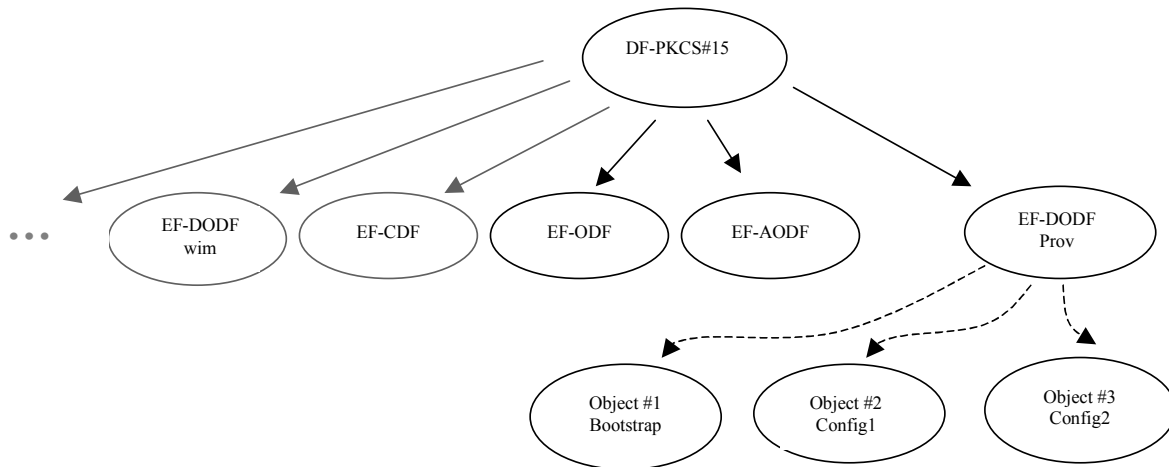 DF-PKCS#15
EF-DODF
wim
EF-CDF
EF-ODF
EF-AODF
EF-DODF
Prov
Object #1
Bootstrap
Object #2
Config1
Object #3
Config2